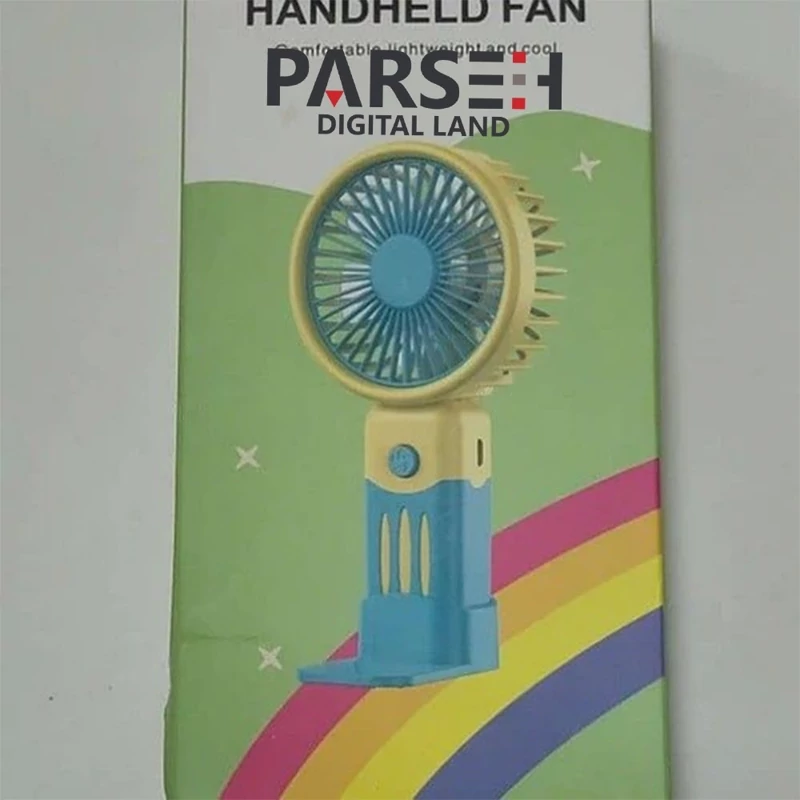 HANDHELD FAN
Comfortable lightweight and cool
PARSEH
DIGITAL LAND